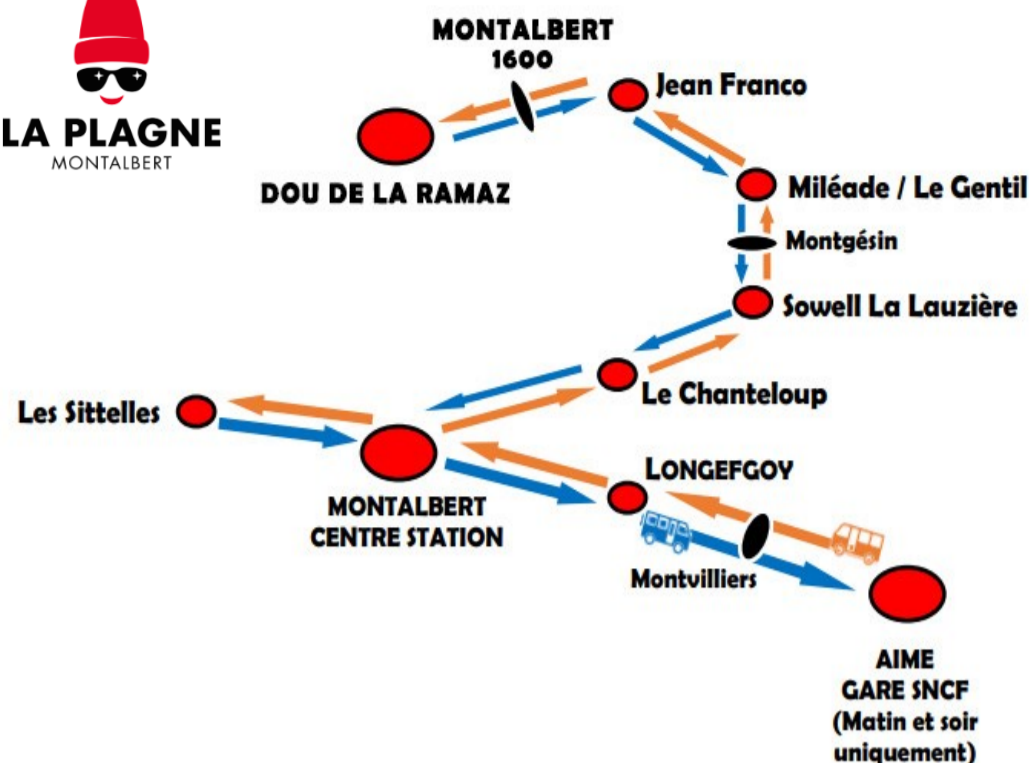 LA PLAGNE
MONTALBERT
MONTALBERT
1600
Jean Franco
DOU DE LA RAMAZ
Miléade / Le Gentil
Montgésin
Sowell La Lauzière
Le Chanteloup
Les Sittelles
MONTALBERT
CENTRE STATION
LONGEFGOY
Montvilliers
AIME
GARE SNCF
(Matin et soir
uniquement)